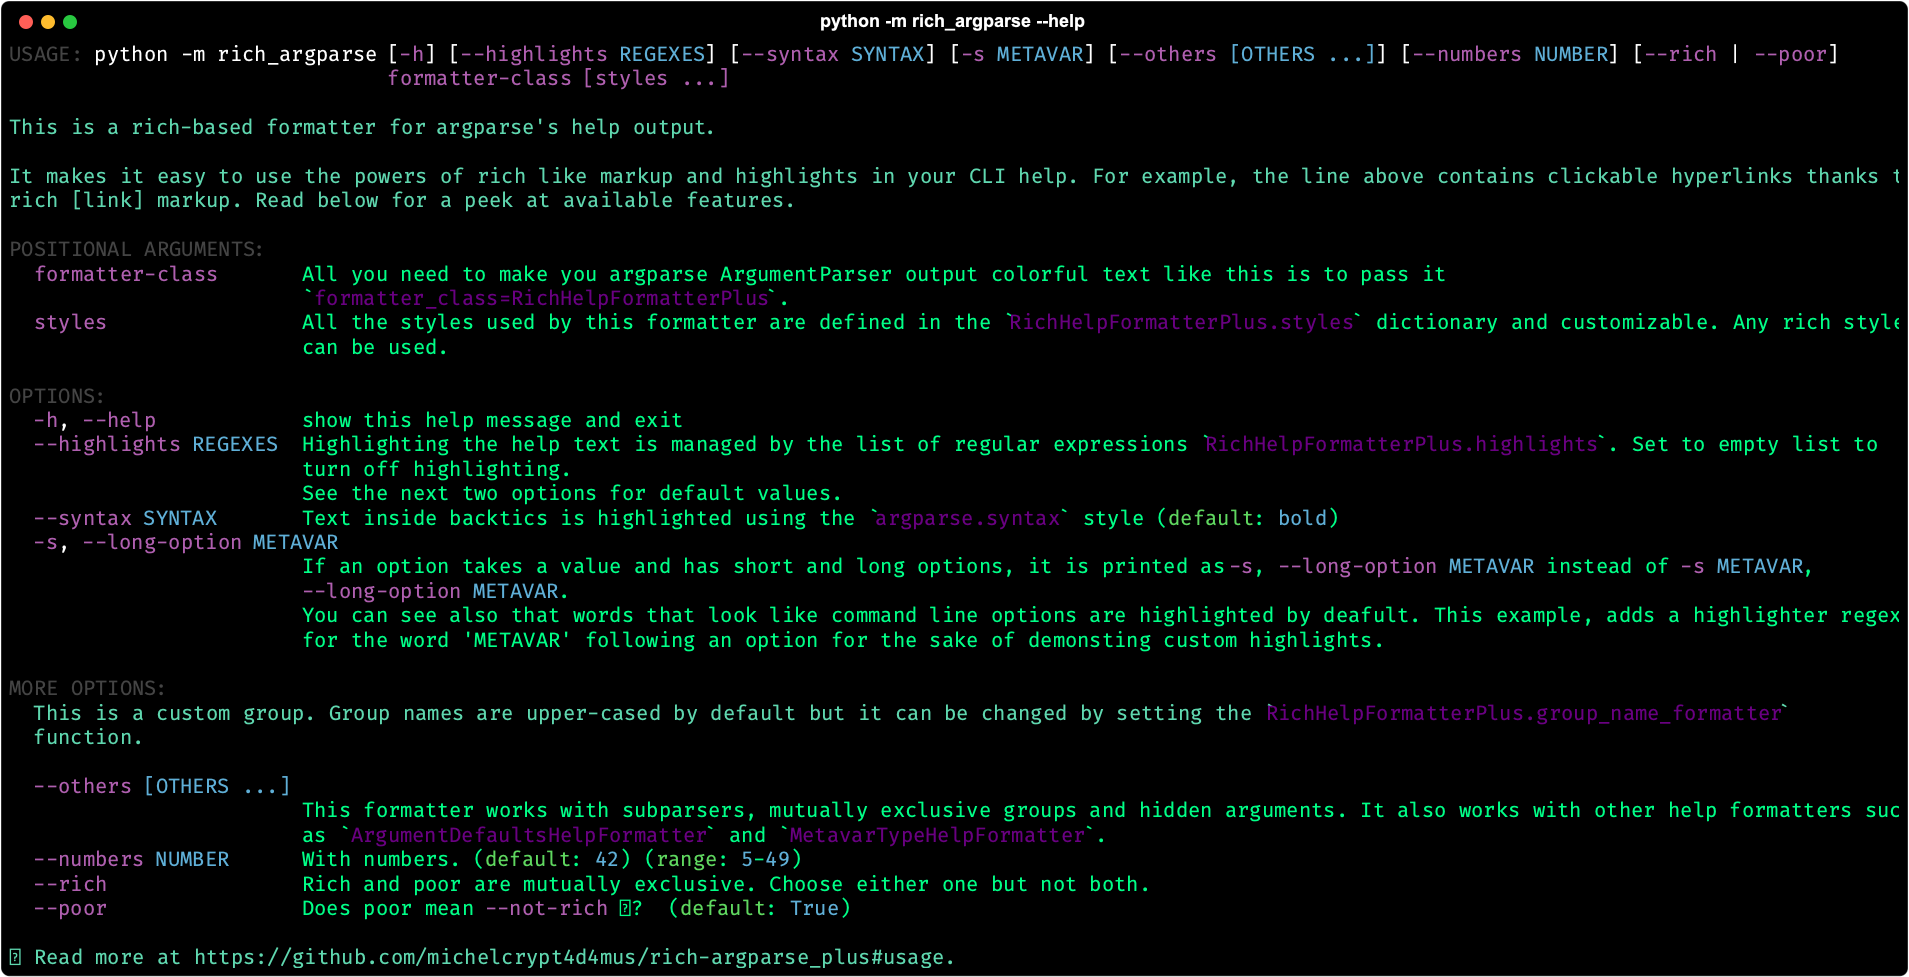 python -m rich_argparse --help
USAGE: python -m rich_argparse [-h] [--highlights REGEXES] [--syntax SYNTAX] [-s METAVAR] [--others [OTHERS ...]] [--numbers NUMBER] [--rich | --poor]
formatter-class [styles ...]
This is a rich-based formatter for argparse's help output.
It makes it easy to use the powers of rich like markup and highlights in your CLI help. For example, the line above contains clickable hyperlinks thanks t
rich [link] markup. Read below for a peek at available features.
POSITIONAL ARGUMENTS:
formatter-class All you need to make you argparse ArgumentParser output colorful text like this is to pass it
`formatter_class=RichHelpFormatterPlus`.
styles All the styles used by this formatter are defined in the `RichHelpFormatterPlus.styles` dictionary and customizable. Any rich style
can be used.
OPTIONS:
-h, --help show this help message and exit
--highlights REGEXES Highlighting the help text is managed by the list of regular expressions `RichHelpFormatterPlus.highlights`. Set to empty list to
turn off highlighting.
See the next two options for default values.
--syntax SYNTAX Text inside backtics is highlighted using the `argparse.syntax` style (default: bold)
-s, --long-option METAVAR
If an option takes a value and has short and long options, it is printed as -s, --long-option METAVAR instead of -s METAVAR,
--long-option METAVAR.
You can see also that words that look like command line options are highlighted by deafult. This example, adds a highlighter regex
for the word 'METAVAR' following an option for the sake of demonsting custom highlights.
MORE OPTIONS:
This is a custom group. Group names are upper-cased by default but it can be changed by setting the `RichHelpFormatterPlus.group_name_formatter`
function.
--others [OTHERS ...]
This formatter works with subparsers, mutually exclusive groups and hidden arguments. It also works with other help formatters suc
as `ArgumentDefaultsHelpFormatter` and `MetavarTypeHelpFormatter`.
--numbers NUMBER With numbers. (default: 42) (range: 5-49)
--rich Rich and poor are mutually exclusive. Choose either one but not both.
--poor Does poor mean --not-rich ? (default: True)
Read more at https://github.com/michelcrypt4d4mus/rich-argparse_plus#usage.